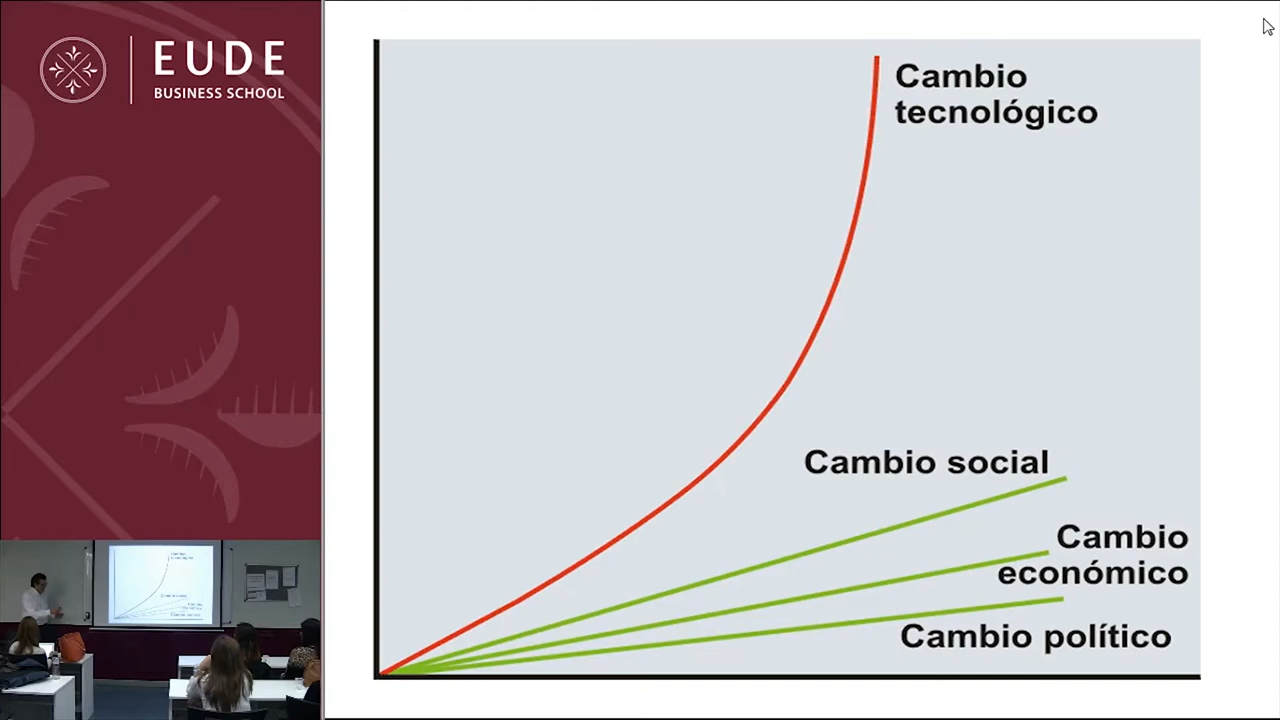 EUDE
BUSINESS SCHOOL
Cambio
tecnológico
Cambio social
Cambio
económico
Cambio político